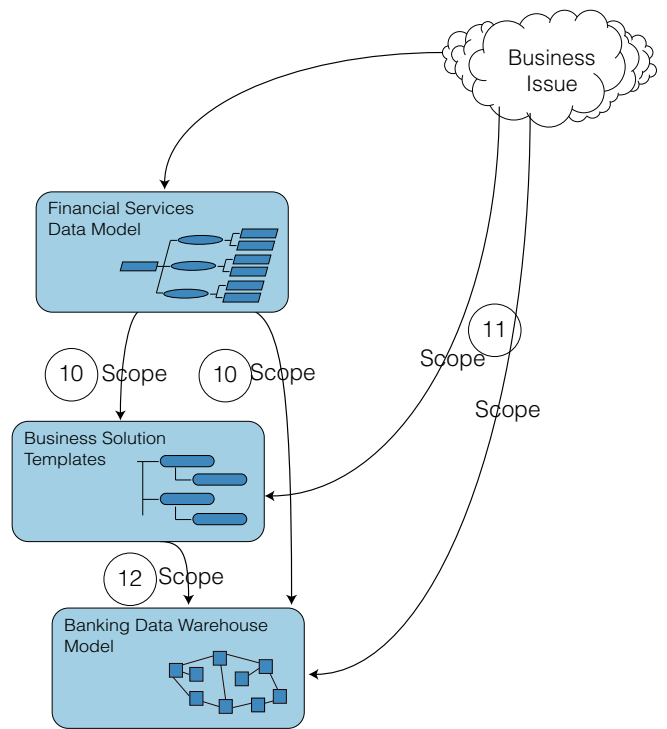 Business
Issue
Financial Services
Data Model
11
Scope
10
Scope
10
Scope
Scope
Business Solution
Templates
12
Scope
Banking Data Warehouse
Model